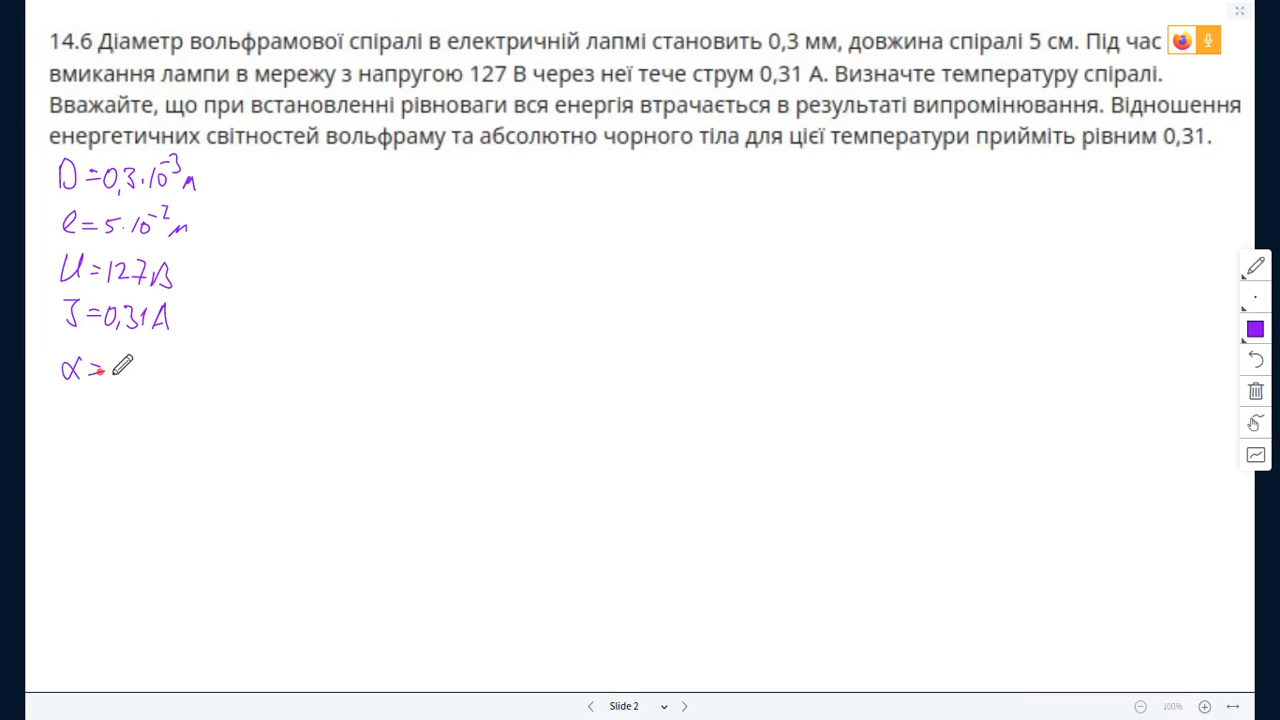 14.6 Діаметр вольфрамової спіралі в електричній лапмі становить 0,3 мм, довжина спіралі 5 см. Під час
вмикання лампи в мережу з напругою 127 В через неї тече струм 0,31 А. Визначте температуру спіралі.
Вважайте, що при встановленні рівноваги вся енергія втрачається в результаті випромінювання. Відношення
енергетичних світностей вольфраму та абсолютно чорного тіла для цієї температури прийміть рівним 0,31.
D = 0,3·10⁻³ м
ℓ = 5·10⁻² м
U = 127 В
I = 0,31 А
α =
Slide 2
100%